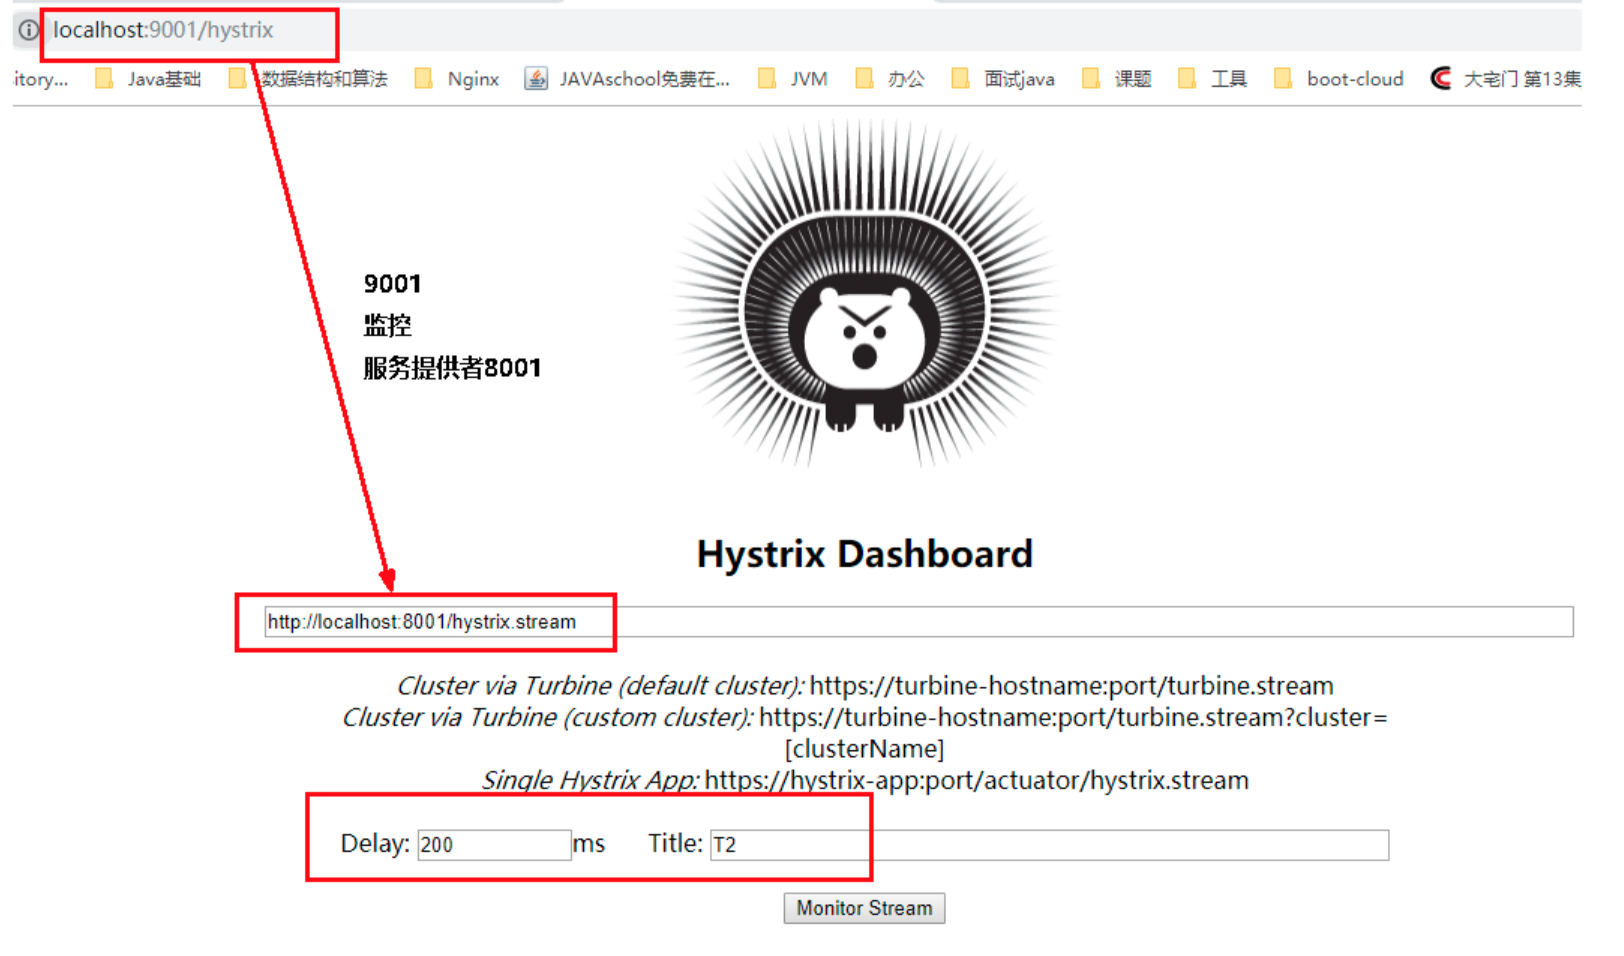 localhost:9001/hystrix
itory... Java基础 数据结构和算法 Nginx JAVAschool免费在... JVM 办公 面试java 课题 工具 boot-cloud 大宅门 第13集
9001
监控
服务提供者8001
Hystrix Dashboard
http://localhost:8001/hystrix.stream
Cluster via Turbine (default cluster): https://turbine-hostname:port/turbine.stream
Cluster via Turbine (custom cluster): https://turbine-hostname:port/turbine.stream?cluster=
[clusterName]
Single Hystrix App: https://hystrix-app:port/actuator/hystrix.stream
Delay: 200 ms Title: T2
Monitor Stream